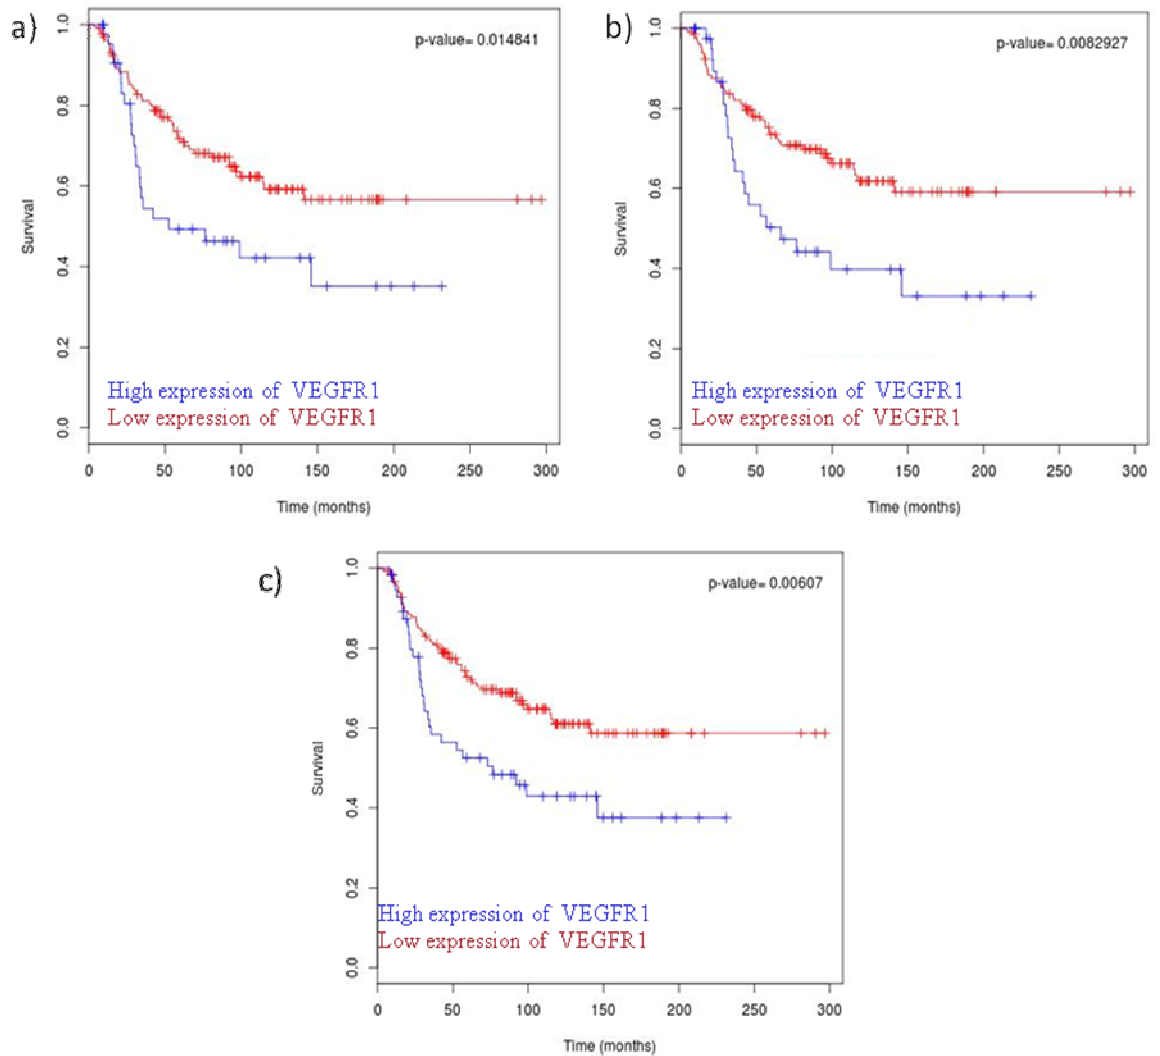 a)
p-value= 0.014841
Survival
0.0
0.2
0.4
0.6
0.8
1.0
High expression of VEGFR1
Low expression of VEGFR1
0 50 100 150 200 250 300
Time (months)
b)
p-value= 0.0082927
Survival
0.0
0.2
0.4
0.6
0.8
1.0
High expression of VEGFR1
Low expression of VEGFR1
0 50 100 150 200 250 300
Time (months)
c)
p-value= 0.00607
Survival
0.0
0.2
0.4
0.6
0.8
1.0
High expression of VEGFR1
Low expression of VEGFR1
0 50 100 150 200 250 300
Time (months)